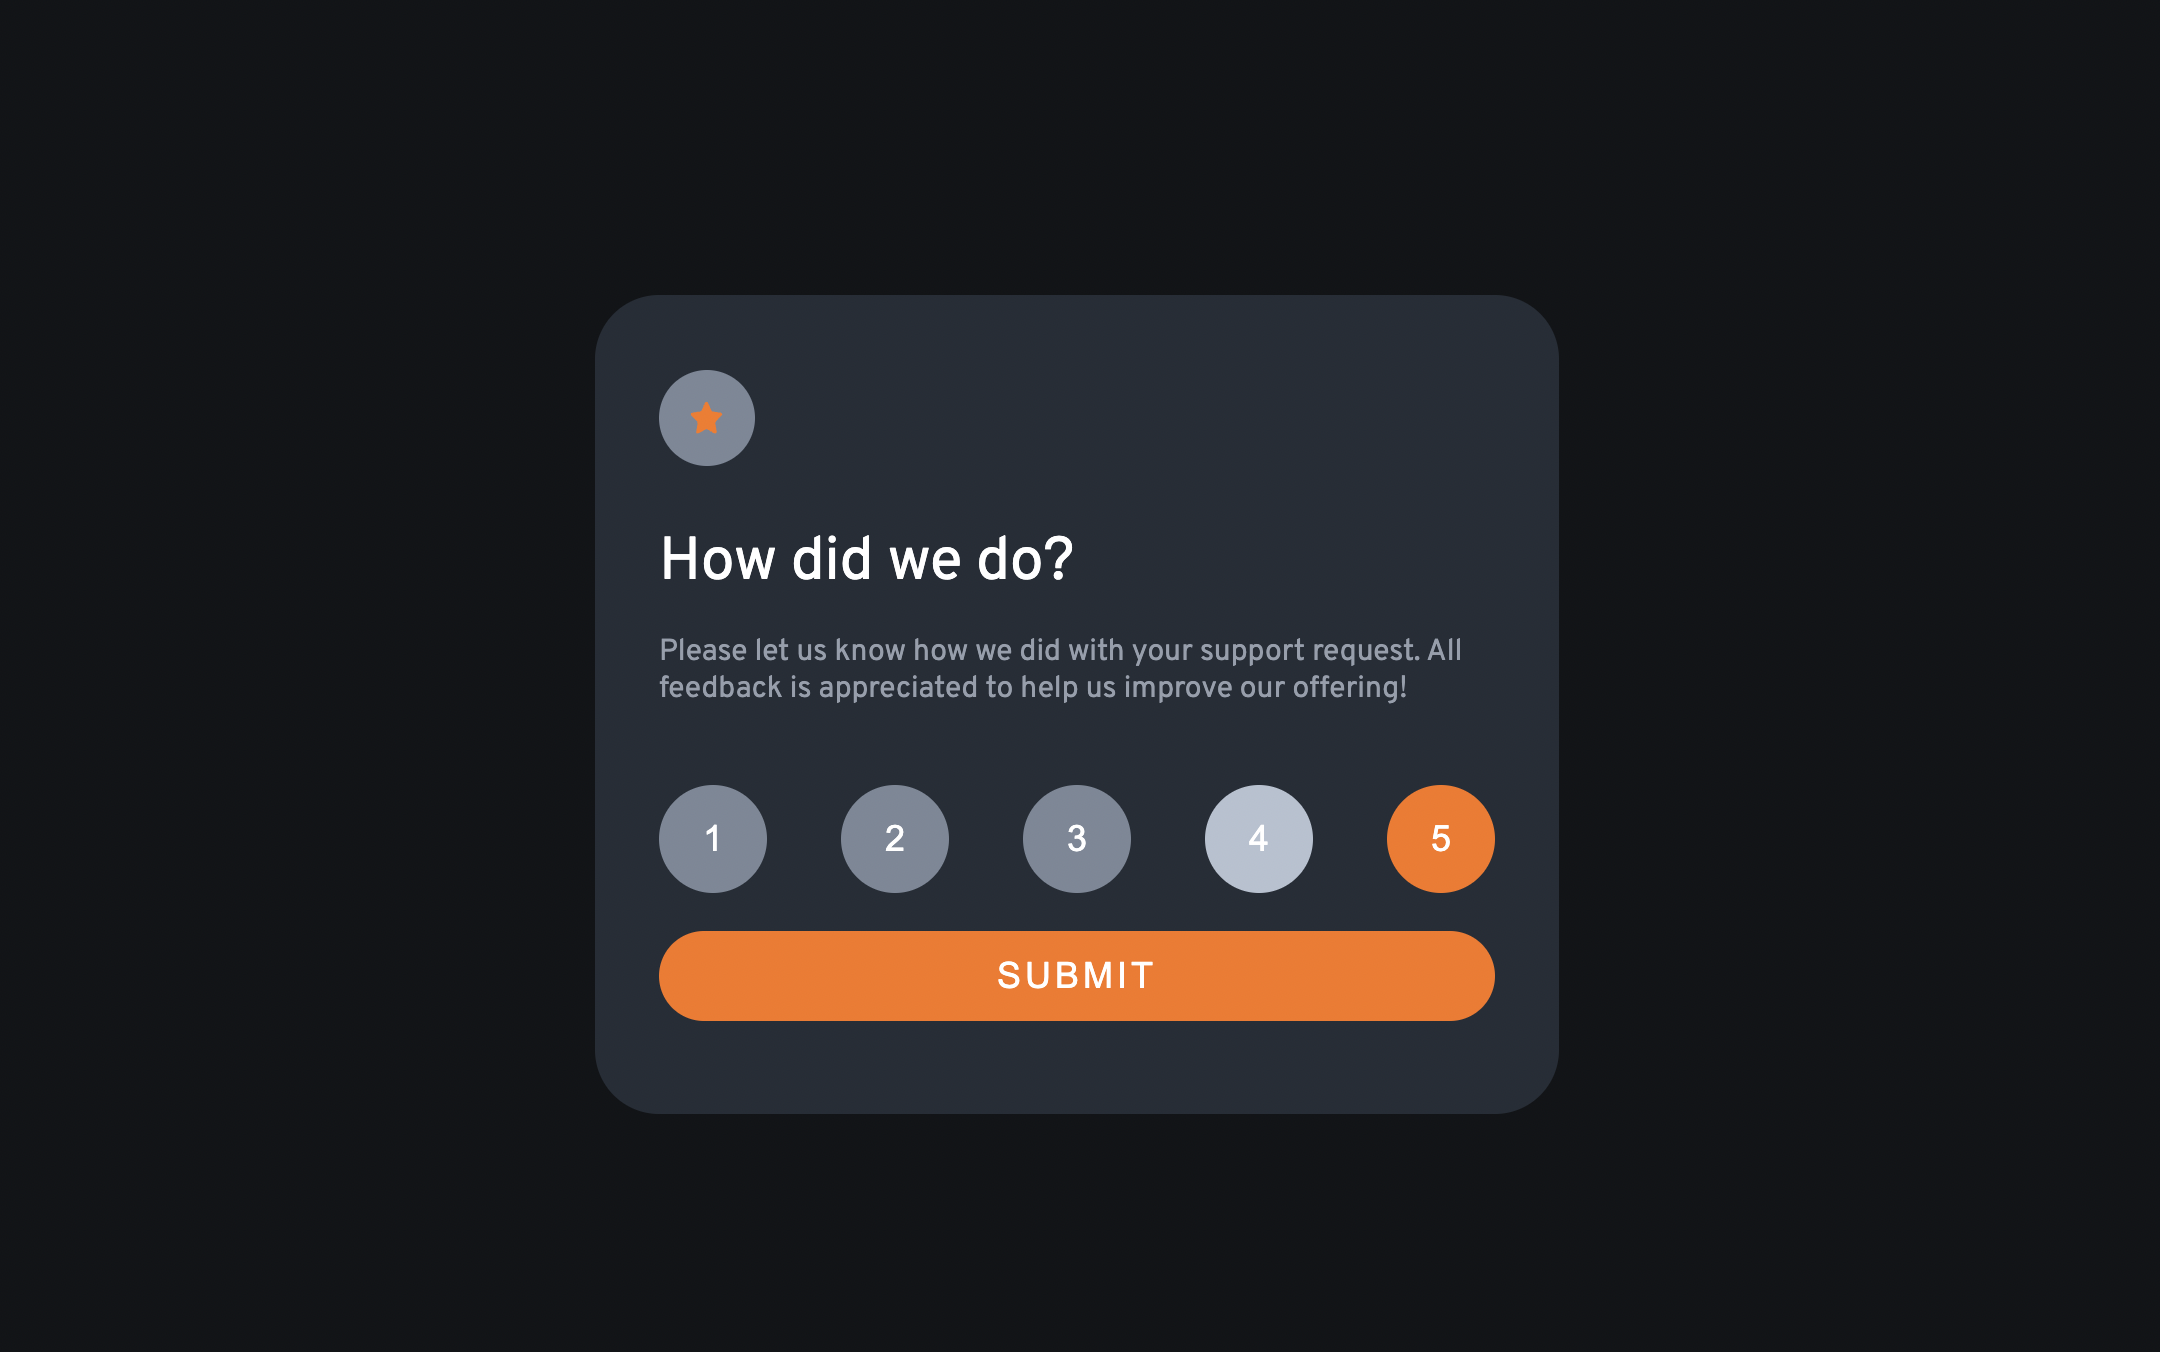 How did we do?
Please let us know how we did with your support request. All
feedback is appreciated to help us improve our offering!
1 2 3 4 5
SUBMIT